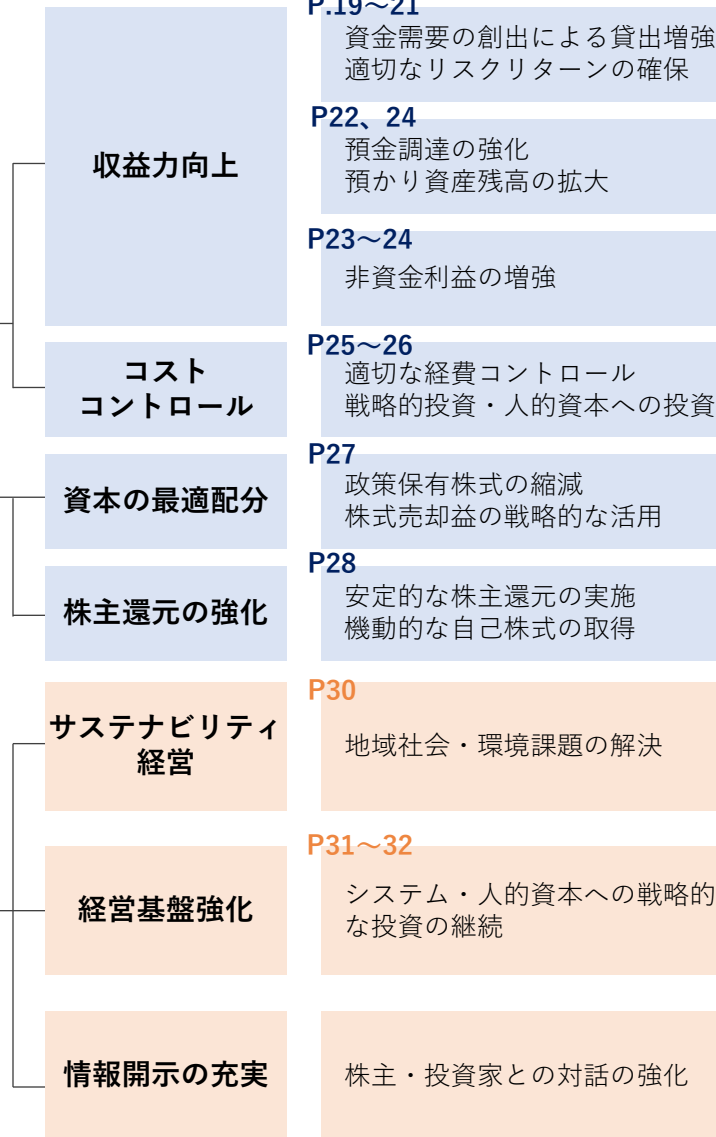 P.19～21
収益力向上
資金需要の創出による貸出増強
適切なリスクリターンの確保
P22、24
預金調達の強化
預かり資産残高の拡大
P23～24
非資金利益の増強
コスト
コントロール
P25～26
適切な経費コントロール
戦略的投資・人的資本への投資
資本の最適配分
P27
政策保有株式の縮減
株式売却益の戦略的な活用
株主還元の強化
P28
安定的な株主還元の実施
機動的な自己株式の取得
サステナビリティ
経営
P30
地域社会・環境課題の解決
経営基盤強化
P31～32
システム・人的資本への戦略的
な投資の継続
情報開示の充実
株主・投資家との対話の強化